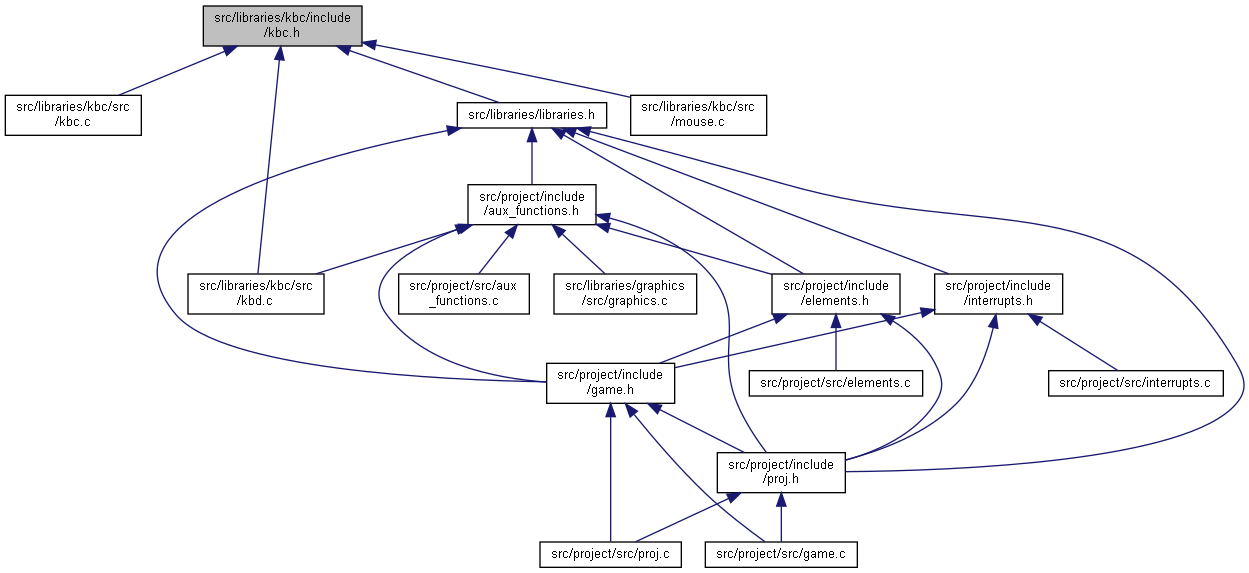 src/libraries/kbc/include
/kbc.h
src/libraries/kbc/src
/kbc.c
src/libraries/libraries.h
src/libraries/kbc/src
/mouse.c
src/project/include
/aux_functions.h
src/libraries/kbc/src
/kbd.c
src/project/src/aux
_functions.c
src/libraries/graphics
/src/graphics.c
src/project/include
/elements.h
src/project/include
/interrupts.h
src/project/include
/game.h
src/project/src/elements.c
src/project/src/interrupts.c
src/project/include
/proj.h
src/project/src/proj.c
src/project/src/game.c